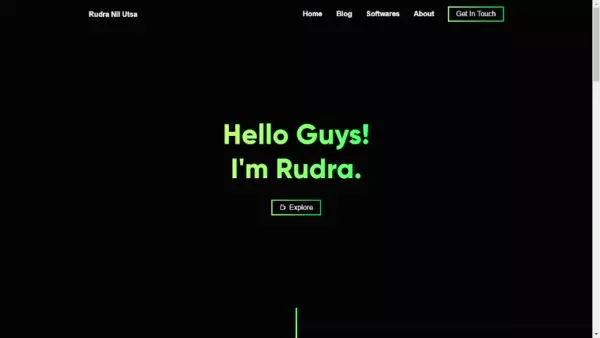 Rudra Nil Utsa
Home Blog Softwares About Get In Touch
Hello Guys!
I'm Rudra.
Explore